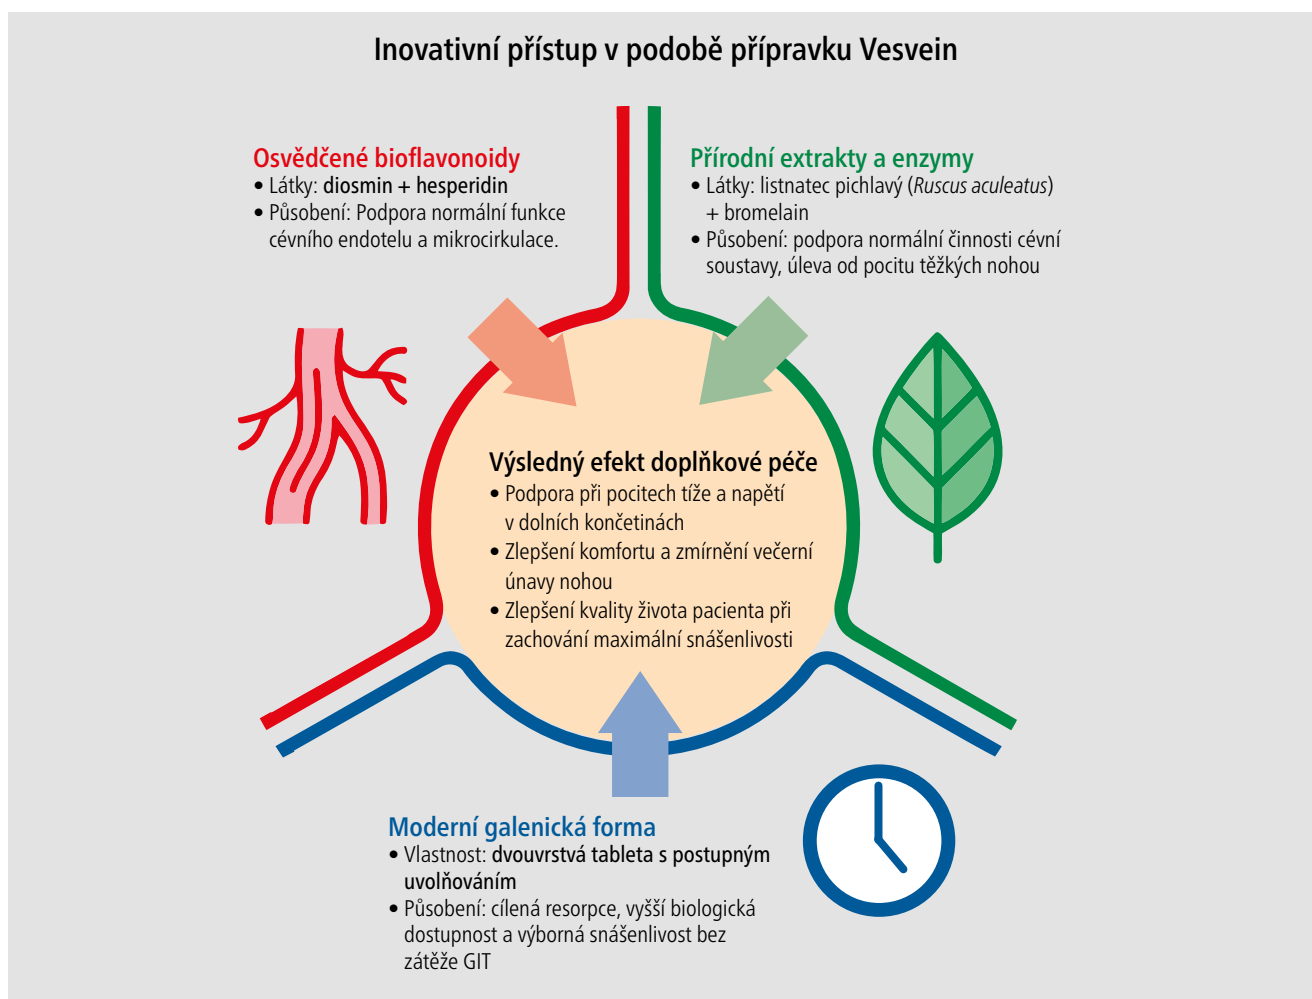 Inovativní přístup v podobě přípravku Vesvein
Osvědčené bioflavonoidy
• Látky: diosmin + hesperidin
• Působení: Podpora normální funkce
cévního endotelu a mikrocirkulace.
Přírodní extrakty a enzymy
• Látky: listnatec pichlavý (Ruscus aculeatus)
+ bromelain
• Působení: podpora normální činnosti cévní
soustavy, úleva od pocitu těžkých nohou
Výsledný efekt doplňkové péče
• Podpora při pocitech tíže a napětí
v dolních končetinách
• Zlepšení komfortu a zmírnění večerní
únavy nohou
• Zlepšení kvality života pacienta při
zachování maximální snášenlivosti
Moderní galenická forma
• Vlastnost: dvouvrstvá tableta s postupným
uvolňováním
• Působení: cílená resorpce, vyšší biologická
dostupnost a výborná snášenlivost bez
zátěže GIT